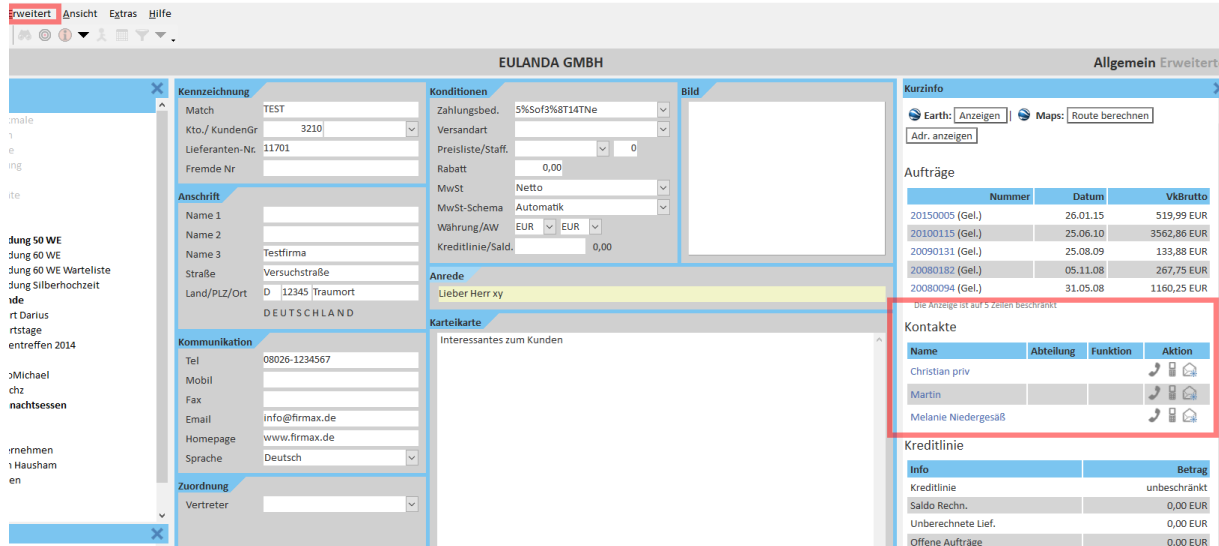 Erweitert Ansicht Extras Hilfe
EULANDA GMBH
Allgemein Erweitert
dung 50 WE
dung 60 WE
dung 60 WE Warteliste
dung Silberhochzeit
nde
rt Darius
rtstage
entreffen 2014
oMichael
chz
nachtsessen
ernehmen
n Hausham
en
Kennzeichnung
Match TEST
Kto./ KundenGr 3210
Lieferanten-Nr. 11701
Fremde Nr
Anschrift
Name 1
Name 2
Name 3 Testfirma
Straße Versuchstraße
Land/PLZ/Ort D 12345 Traumort
DEUTSCHLAND
Kommunikation
Tel 08026-1234567
Mobil
Fax
Email info@firmax.de
Homepage www.firmax.de
Sprache Deutsch
Zuordnung
Vertreter
Konditionen
Zahlungsbed. 5%Sof3%8T14TNe
Versandart
Preisliste/Staff. 0
Rabatt 0,00
MwSt Netto
MwSt-Schema Automatik
Währung/AW EUR EUR
Kreditlinie/Sald. 0,00
Bild
Anrede
Lieber Herr xy
Karteikarte
Interessantes zum Kunden
Kurzinfo
Earth: Anzeigen | Maps: Route berechnen
Adr. anzeigen
Aufträge
Nummer Datum VkBrutto
20150005 (Gel.) 26.01.15 519,99 EUR
20100115 (Gel.) 25.06.10 3562,86 EUR
20090131 (Gel.) 25.08.09 133,88 EUR
20080182 (Gel.) 05.11.08 267,75 EUR
20080094 (Gel.) 31.05.08 1160,25 EUR
Die Anzeige ist auf 5 Zeilen beschränkt
Kontakte
Name Abteilung Funktion Aktion
Christian priv
Martin
Melanie Niedergesäß
Kreditlinie
Info Betrag
Kreditlinie unbeschränkt
Saldo Rechn. 0,00 EUR
Unberechnete Lief. 0,00 EUR
Offene Aufträge 0,00 EUR